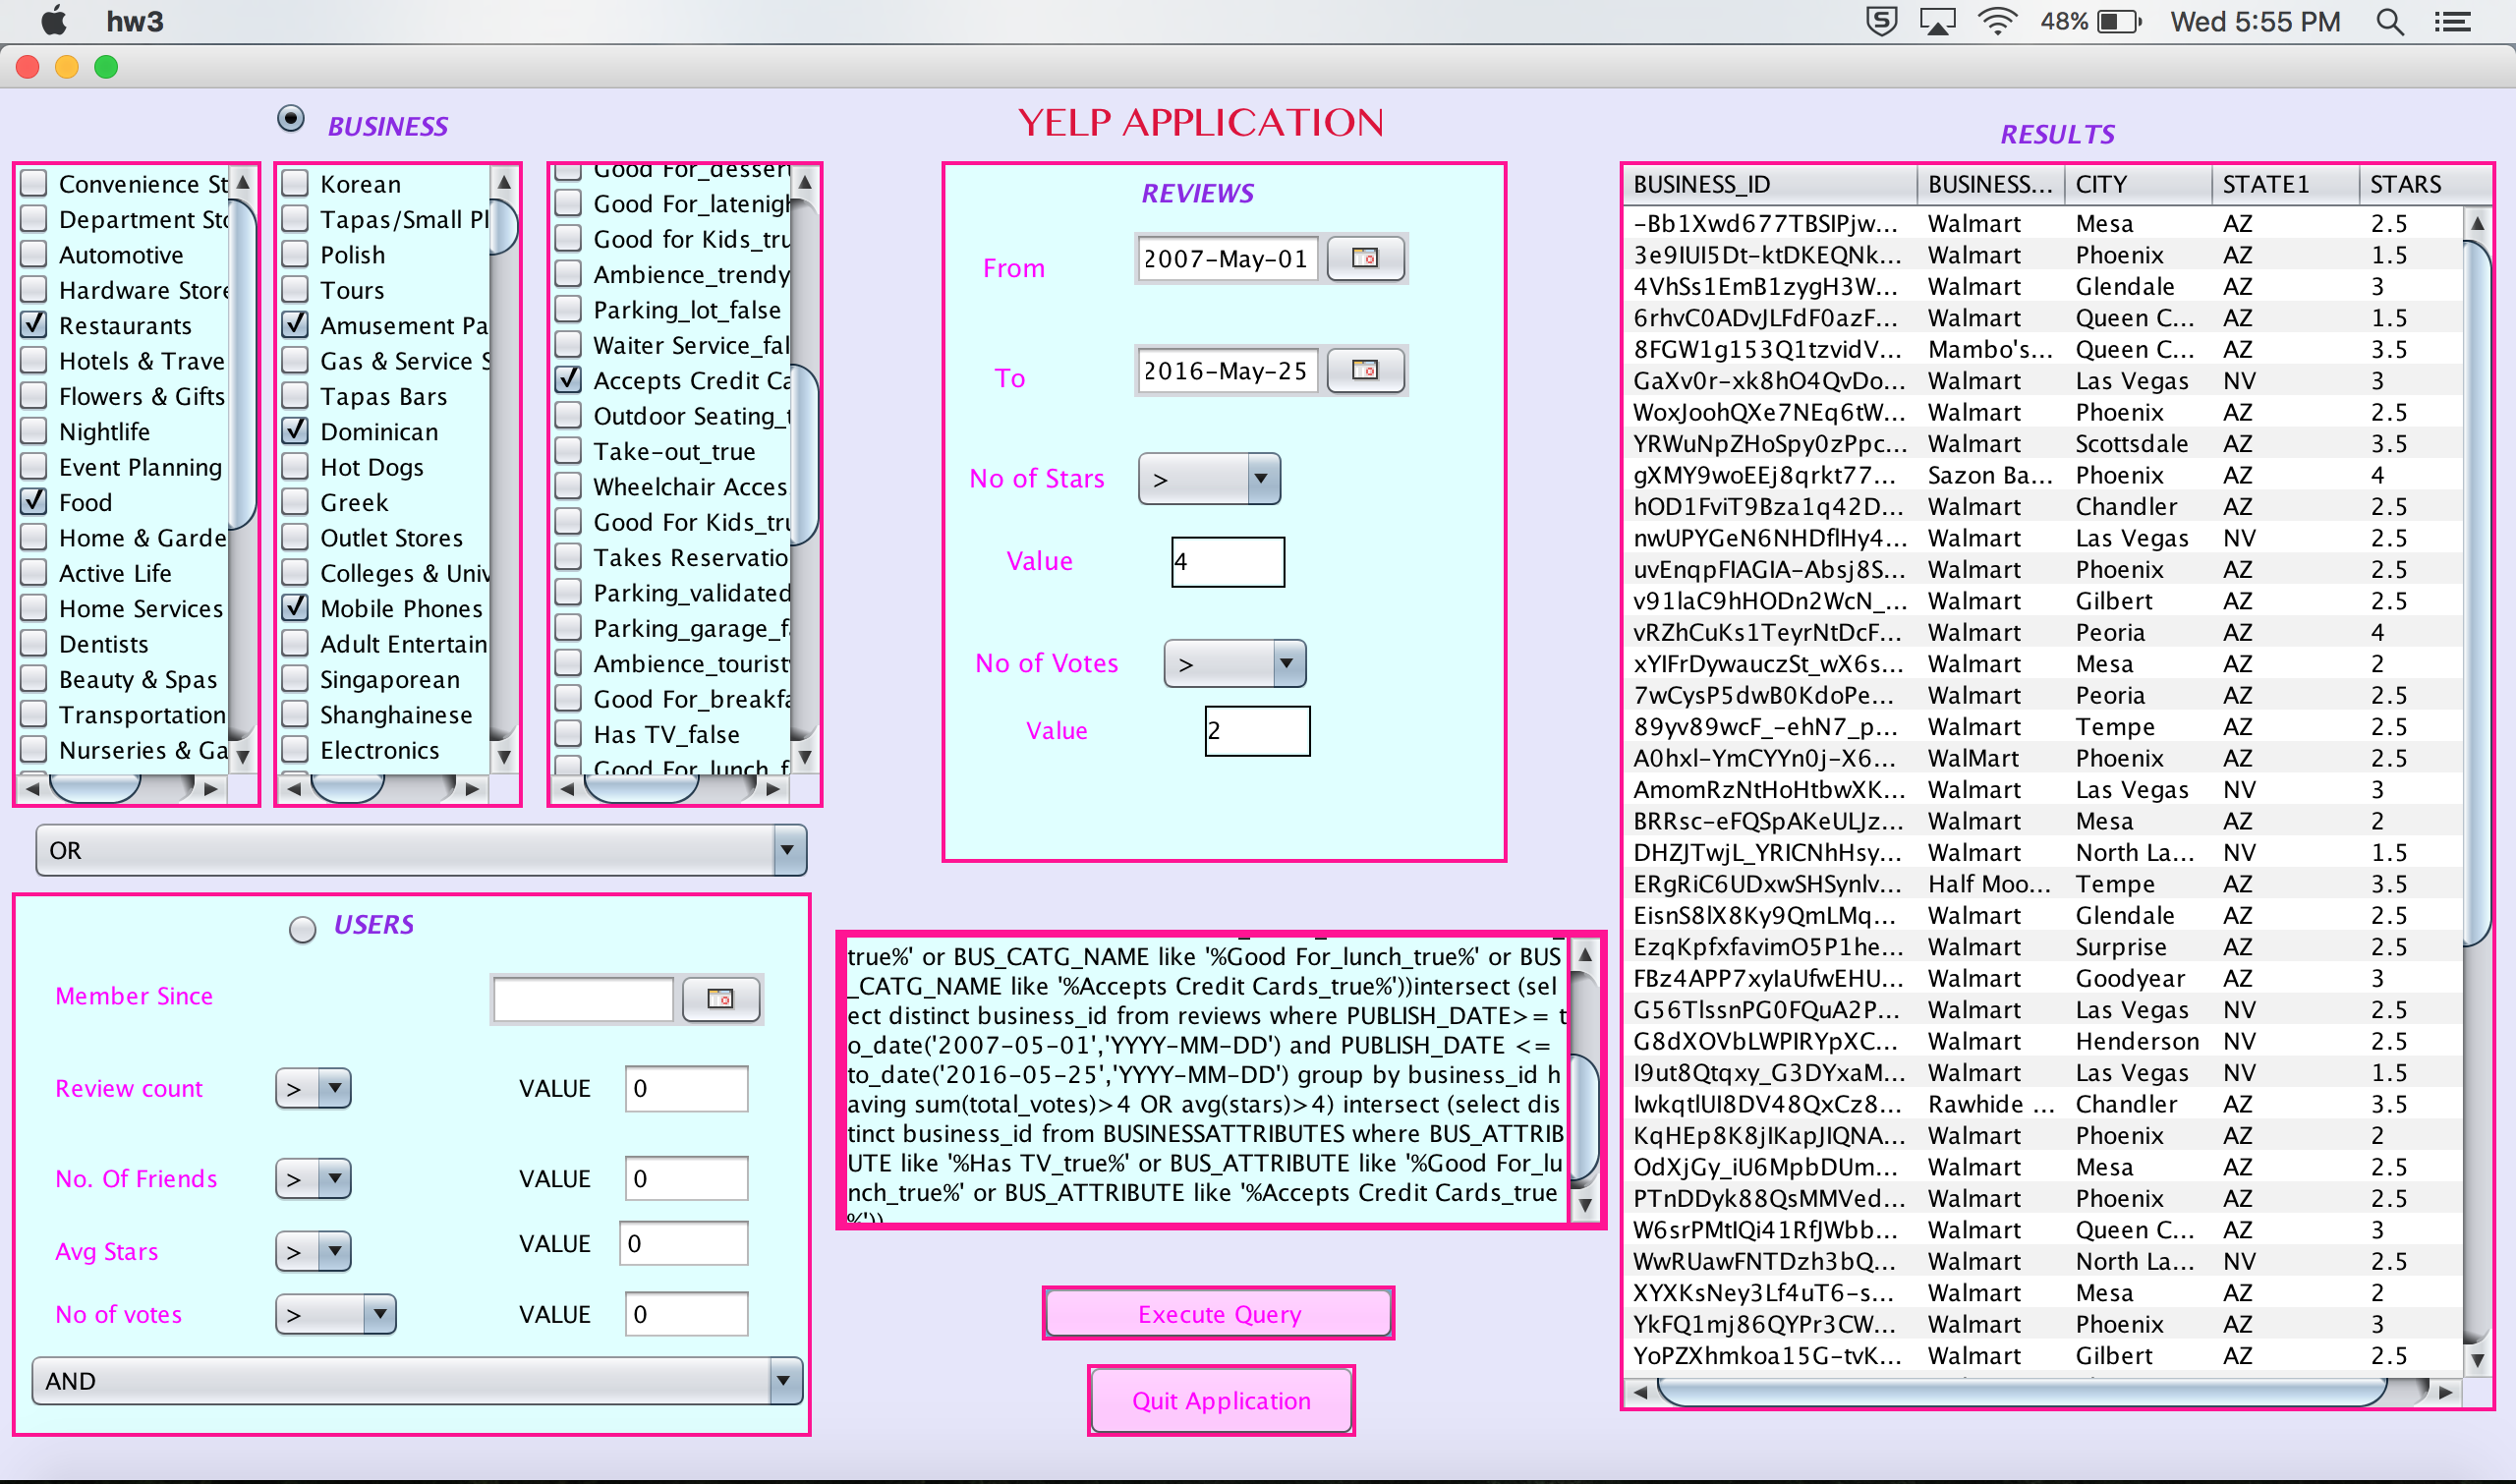 hw3
48%
Wed 5:55 PM
BUSINESS
YELP APPLICATION
RESULTS
Convenience St
Department Sto
Automotive
Hardware Store
Restaurants
Hotels & Trave
Flowers & Gifts
Nightlife
Event Planning
Food
Home & Garde
Active Life
Home Services
Dentists
Beauty & Spas
Transportation
Nurseries & Ga
Korean
Tapas/Small Pl
Polish
Tours
Amusement Pa
Gas & Service S
Tapas Bars
Dominican
Hot Dogs
Greek
Outlet Stores
Colleges & Univ
Mobile Phones
Adult Entertain
Singaporean
Shanghainese
Electronics
Good For_dessert
Good For_latenigh
Good for Kids_tru
Ambience_trendy
Parking_lot_false
Waiter Service_fal
Accepts Credit Ca
Outdoor Seating_t
Take-out_true
Wheelchair Acces
Good For Kids_tru
Takes Reservatio
Parking_validated
Parking_garage_fa
Ambience_touristy
Good For_breakfa
Has TV_false
Good For_lunch_f
OR
REVIEWS
From 2007-May-01
To 2016-May-25
No of Stars >
Value 4
No of Votes >
Value 2
USERS
Member Since
Review count > VALUE 0
No. Of Friends > VALUE 0
Avg Stars > VALUE 0
No of votes > VALUE 0
AND
true%' or BUS_CATG_NAME like '%Good For_lunch_true%' or BUS
_CATG_NAME like '%Accepts Credit Cards_true%'))intersect (sel
ect distinct business_id from reviews where PUBLISH_DATE>= t
o_date('2007-05-01','YYYY-MM-DD') and PUBLISH_DATE <=
to_date('2016-05-25','YYYY-MM-DD') group by business_id h
aving sum(total_votes)>4 OR avg(stars)>4) intersect (select dis
tinct business_id from BUSINESSATTRIBUTES where BUS_ATTRIB
UTE like '%Has TV_true%' or BUS_ATTRIBUTE like '%Good For_lu
nch_true%' or BUS_ATTRIBUTE like '%Accepts Credit Cards_true
%'))
Execute Query
Quit Application
BUSINESS_ID BUSINESS... CITY STATE1 STARS
-Bb1Xwd677TBSIPjw... Walmart Mesa AZ 2.5
3e9IUI5Dt-ktDKEQNk... Walmart Phoenix AZ 1.5
4VhSs1EmB1zygH3W... Walmart Glendale AZ 3
6rhvC0ADvJLFdF0azF... Walmart Queen C... AZ 1.5
8FGW1g153Q1tzvidV... Mambo's... Queen C... AZ 3.5
GaXv0r-xk8hO4QvDo... Walmart Las Vegas NV 3
WoxJoohQXe7NEq6tW... Walmart Phoenix AZ 2.5
YRWuNpZHoSpy0zPpc... Walmart Scottsdale AZ 3.5
gXMY9woEEj8qrkt77... Sazon Ba... Phoenix AZ 4
hOD1FviT9Bza1q42D... Walmart Chandler AZ 2.5
nwUPYGeN6NHDflHy4... Walmart Las Vegas NV 2.5
uvEnqpFIAGIA-Absj8S... Walmart Phoenix AZ 2.5
v91laC9hHODn2WcN_... Walmart Gilbert AZ 2.5
vRZhCuKs1TeyrNtDcF... Walmart Peoria AZ 4
xYIFrDywauczSt_wX6s... Walmart Mesa AZ 2
7wCysP5dwB0KdoPe... Walmart Peoria AZ 2.5
89yv89wcF_-ehN7_p... Walmart Tempe AZ 2.5
A0hxl-YmCYYn0j-X6... WalMart Phoenix AZ 2.5
AmomRzNtHoHtbwXK... Walmart Las Vegas NV 3
BRRsc-eFQSpAKeULJz... Walmart Mesa AZ 2
DHZJTwjL_YRICNhHsy... Walmart North La... NV 1.5
ERgRiC6UDxwSHSynlv... Half Moo... Tempe AZ 3.5
EisnS8lX8Ky9QmLMq... Walmart Glendale AZ 2.5
EzqKpfxfavimO5P1he... Walmart Surprise AZ 2.5
FBz4APP7xyIaUfwEHU... Walmart Goodyear AZ 3
G56TlssnPG0FQuA2P... Walmart Las Vegas NV 2.5
G8dXOVbLWPIRYpXC... Walmart Henderson NV 2.5
I9ut8Qtqxy_G3DYxaM... Walmart Las Vegas NV 1.5
IwkqtlUI8DV48QxCz8... Rawhide ... Chandler AZ 3.5
KqHEp8K8jIKapJIQNA... Walmart Phoenix AZ 2
OdXjGy_iU6MpbDUm... Walmart Mesa AZ 2.5
PTnDDyk88QsMMVed... Walmart Phoenix AZ 2.5
W6srPMtIQi41RfJWbb... Walmart Queen C... AZ 3
WwRUawFNTDzh3bQ... Walmart North La... NV 2.5
XYXKsNey3Lf4uT6-s... Walmart Mesa AZ 2
YkFQ1mj86QYPr3CW... Walmart Phoenix AZ 3
YoPZXhmkoa15G-tvK... Walmart Gilbert AZ 2.5